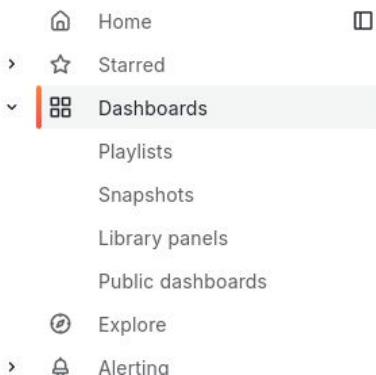 Home
Starred
Dashboards
Playlists
Snapshots
Library panels
Public dashboards
Explore
Alerting